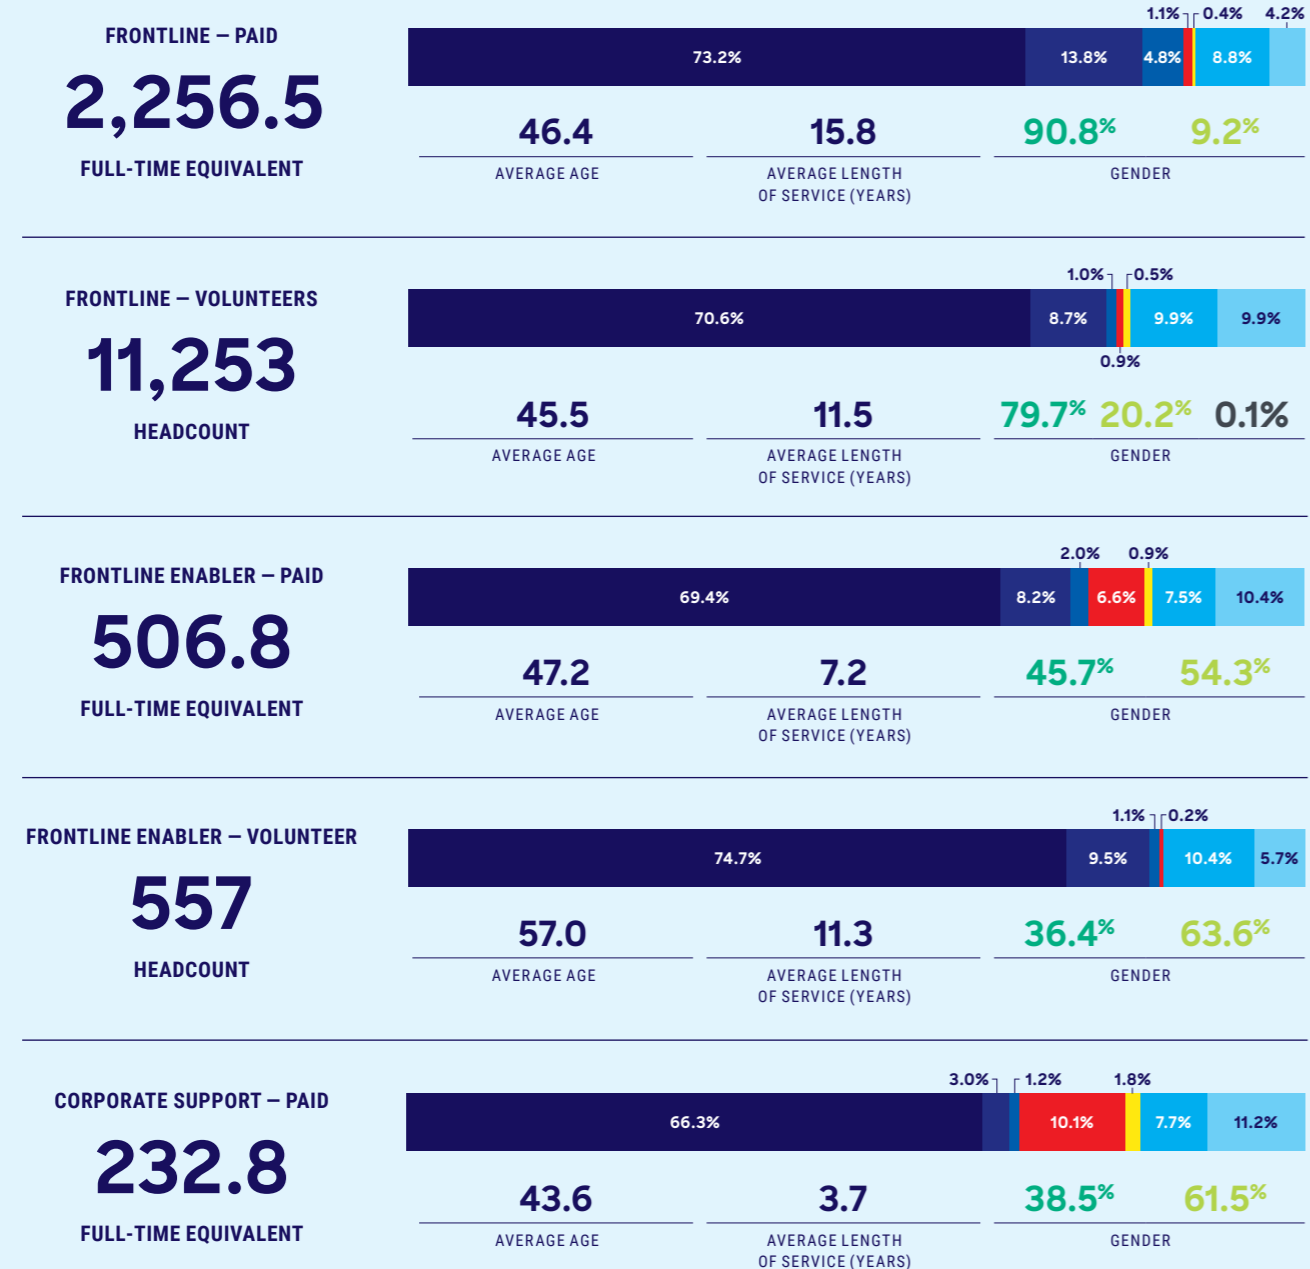 1.1% 0.4% 4.2%
FRONTLINE – PAID
73.2% 13.8% 4.8% 8.8%
2,256.5
46.4 15.8 90.8% 9.2%
FULL-TIME EQUIVALENT
AVERAGE AGE AVERAGE LENGTH GENDER
OF SERVICE (YEARS)
1.0% 0.5%
FRONTLINE – VOLUNTEERS
70.6% 8.7% 9.9% 9.9%
0.9%
11,253
45.5 11.5 79.7% 20.2% 0.1%
HEADCOUNT
AVERAGE AGE AVERAGE LENGTH GENDER
OF SERVICE (YEARS)
2.0% 0.9%
FRONTLINE ENABLER – PAID
69.4% 8.2% 6.6% 7.5% 10.4%
506.8
47.2 7.2 45.7% 54.3%
FULL-TIME EQUIVALENT
AVERAGE AGE AVERAGE LENGTH GENDER
OF SERVICE (YEARS)
1.1% 0.2%
FRONTLINE ENABLER – VOLUNTEER
74.7% 9.5% 10.4% 5.7%
557
57.0 11.3 36.4% 63.6%
HEADCOUNT
AVERAGE AGE AVERAGE LENGTH GENDER
OF SERVICE (YEARS)
3.0% 1.2% 1.8%
CORPORATE SUPPORT – PAID
66.3% 10.1% 7.7% 11.2%
232.8
43.6 3.7 38.5% 61.5%
FULL-TIME EQUIVALENT
AVERAGE AGE AVERAGE LENGTH GENDER
OF SERVICE (YEARS)